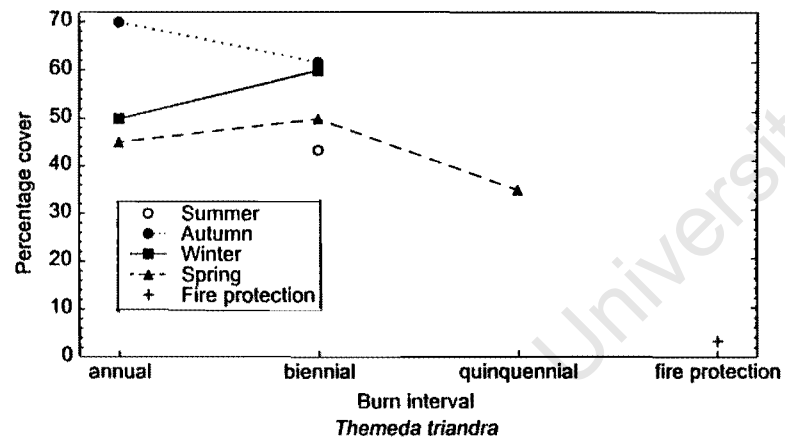 Percentage cover
70
60
50
40
30
20
10
0
Summer
Autumn
Winter
Spring
Fire protection
annual
biennial
quinquennial
fire protection
Burn interval
Themeda triandra
Universit